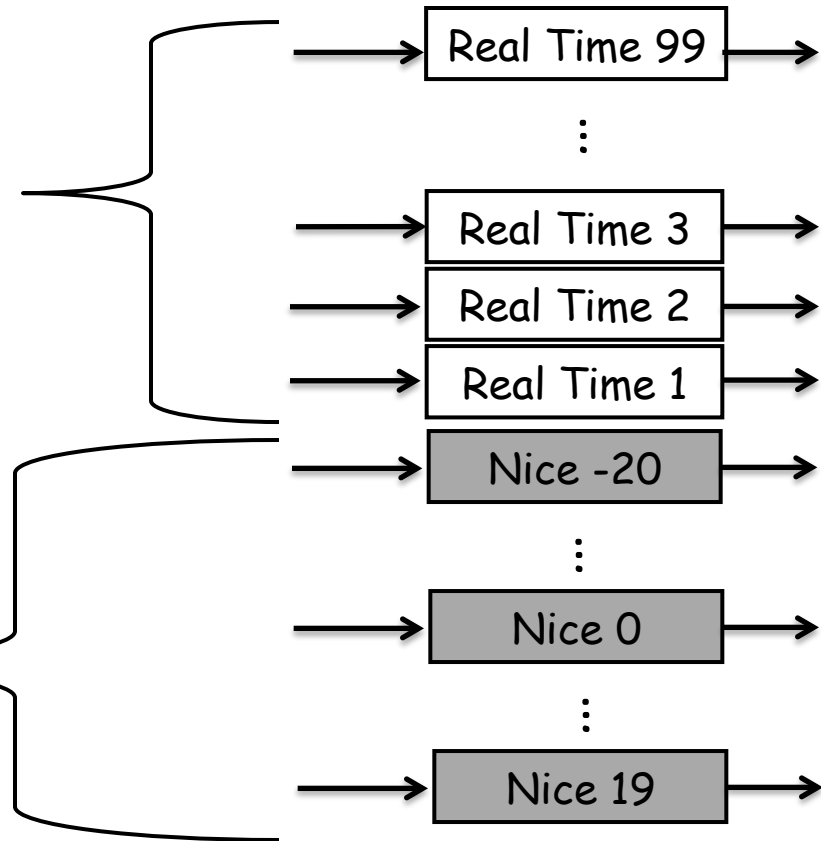 Real Time 99
⋮
Real Time 3
Real Time 2
Real Time 1
Nice -20
⋮
Nice 0
⋮
Nice 19